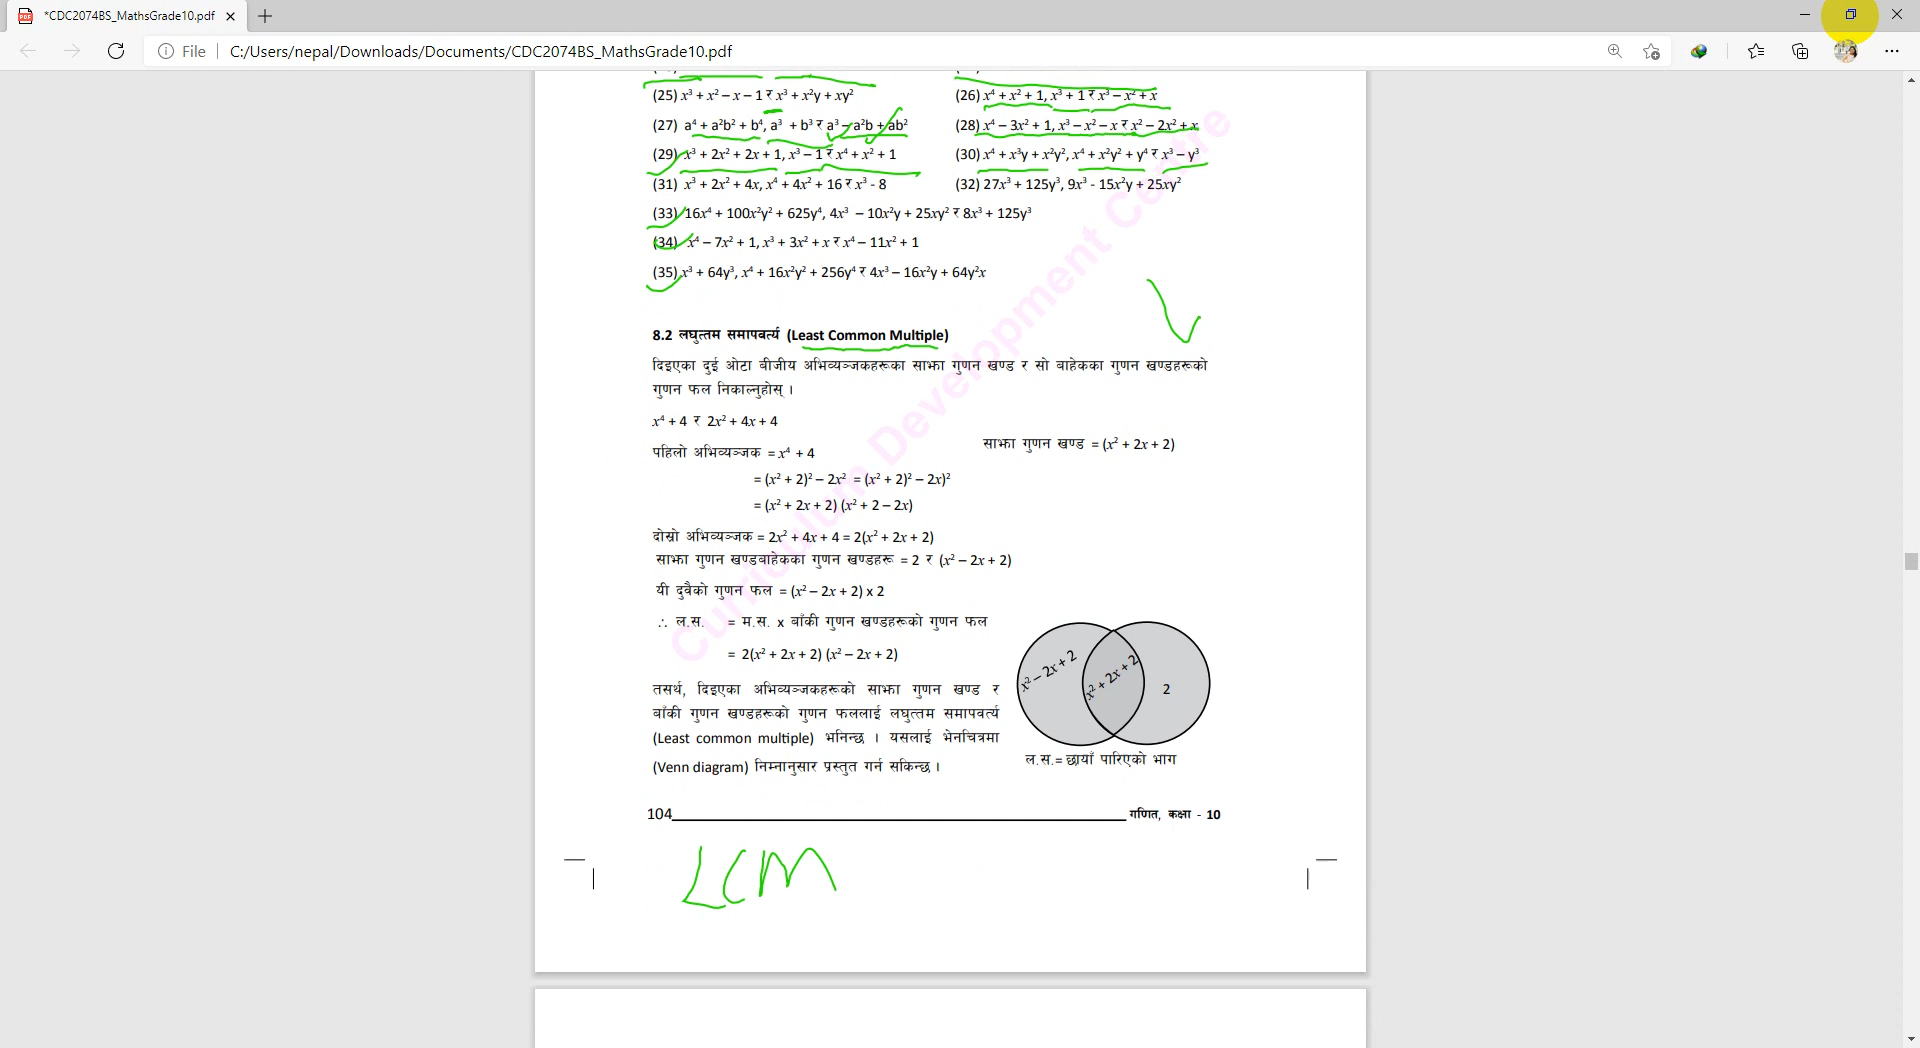 *CDC2074BS_MathsGrade10.pdf
File | C:/Users/nepal/Downloads/Documents/CDC2074BS_MathsGrade10.pdf
(25) x³ + x² – x – 1 र x³ + x²y + xy²
(26) x⁴ + x² + 1, x³ + 1 र x³ – x² + x
(27) a⁴ + a²b² + b⁴, a³ + b³ र a³ – a²b + ab²
(28) x⁴ – 3x² + 1, x³ – x² – x र x² – 2x² + x
(29) x³ + 2x² + 2x + 1, x³ – 1 र x⁴ + x² + 1
(30) x⁴ + x³y + x²y², x⁴ + x²y² + y⁴ र x³ – y³
(31) x³ + 2x² + 4x, x⁴ + 4x² + 16 र x³ - 8
(32) 27x³ + 125y³, 9x³ - 15x²y + 25xy²
(33) 16x⁴ + 100x²y² + 625y⁴, 4x³ – 10x²y + 25xy² र 8x³ + 125y³
(34) x⁴ – 7x² + 1, x³ + 3x² + x र x⁴ – 11x² + 1
(35) x³ + 64y³, x⁴ + 16x²y² + 256y⁴ र 4x³ – 16x²y + 64y²x
8.2 लघुत्तम समापवर्त्य (Least Common Multiple)
दिइएका दुई ओटा बीजीय अभिव्यञ्जकहरूका साझा गुणन खण्ड र सो बाहेकका गुणन खण्डहरूको
गुणन फल निकाल्नुहोस् ।
x⁴ + 4 र 2x² + 4x + 4
पहिलो अभिव्यञ्जक = x⁴ + 4
साझा गुणन खण्ड = (x² + 2x + 2)
= (x² + 2)² – 2x² = (x² + 2)² – 2x)²
= (x² + 2x + 2) (x² + 2 – 2x)
दोस्रो अभिव्यञ्जक = 2x² + 4x + 4 = 2(x² + 2x + 2)
साझा गुणन खण्डबाहेकका गुणन खण्डहरू = 2 र (x² – 2x + 2)
यी दुवैको गुणन फल = (x² – 2x + 2) x 2
∴ ल.स. = म.स. x बाँकी गुणन खण्डहरूको गुणन फल
= 2(x² + 2x + 2) (x² – 2x + 2)
x² – 2x + 2
x² + 2x + 2
2
तसर्थ, दिइएका अभिव्यञ्जकहरूको साझा गुणन खण्ड र
बाँकी गुणन खण्डहरूको गुणन फललाई लघुत्तम समापवर्त्य
(Least common multiple) भनिन्छ । यसलाई भेनचित्रमा
(Venn diagram) निम्नानुसार प्रस्तुत गर्न सकिन्छ ।
ल.स.= छायाँ पारिएको भाग
104
गणित, कक्षा - 10
LCM
Curriculum Development Centre